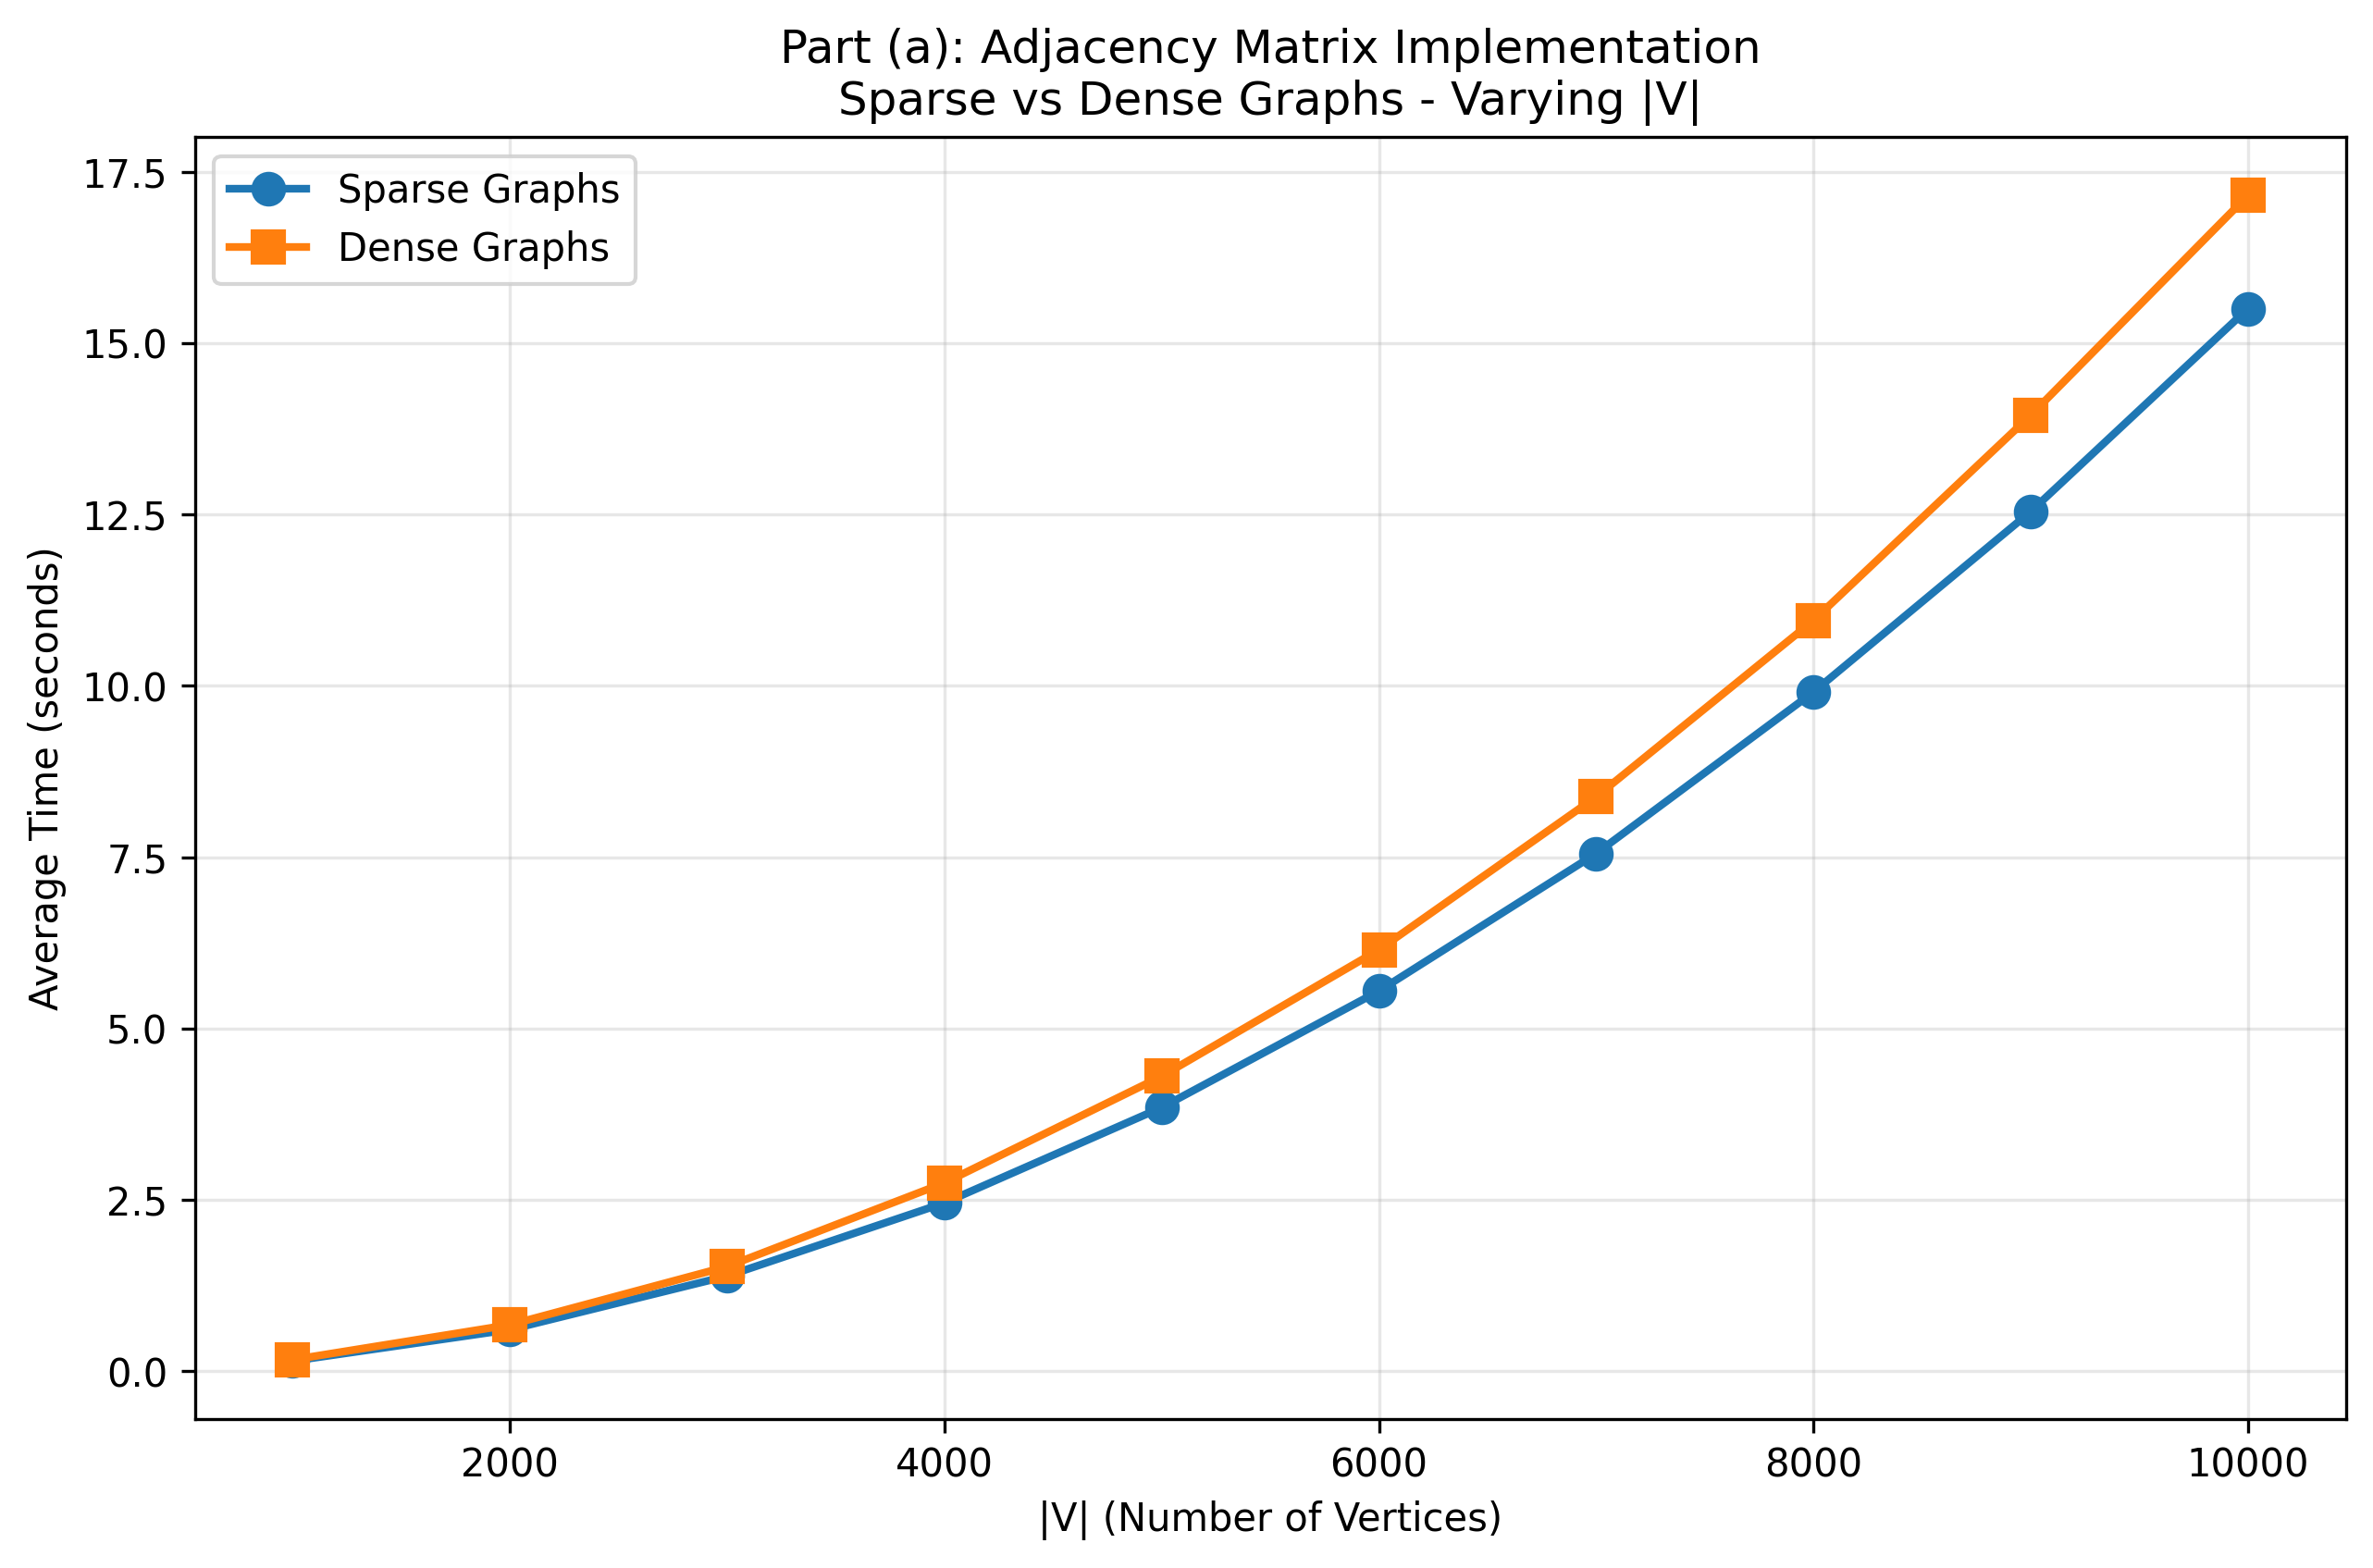 Part (a): Adjacency Matrix Implementation
Sparse vs Dense Graphs - Varying |V|
Sparse Graphs
Dense Graphs
17.5
15.0
12.5
10.0
7.5
5.0
2.5
0.0
Average Time (seconds)
2000 4000 6000 8000 10000
|V| (Number of Vertices)